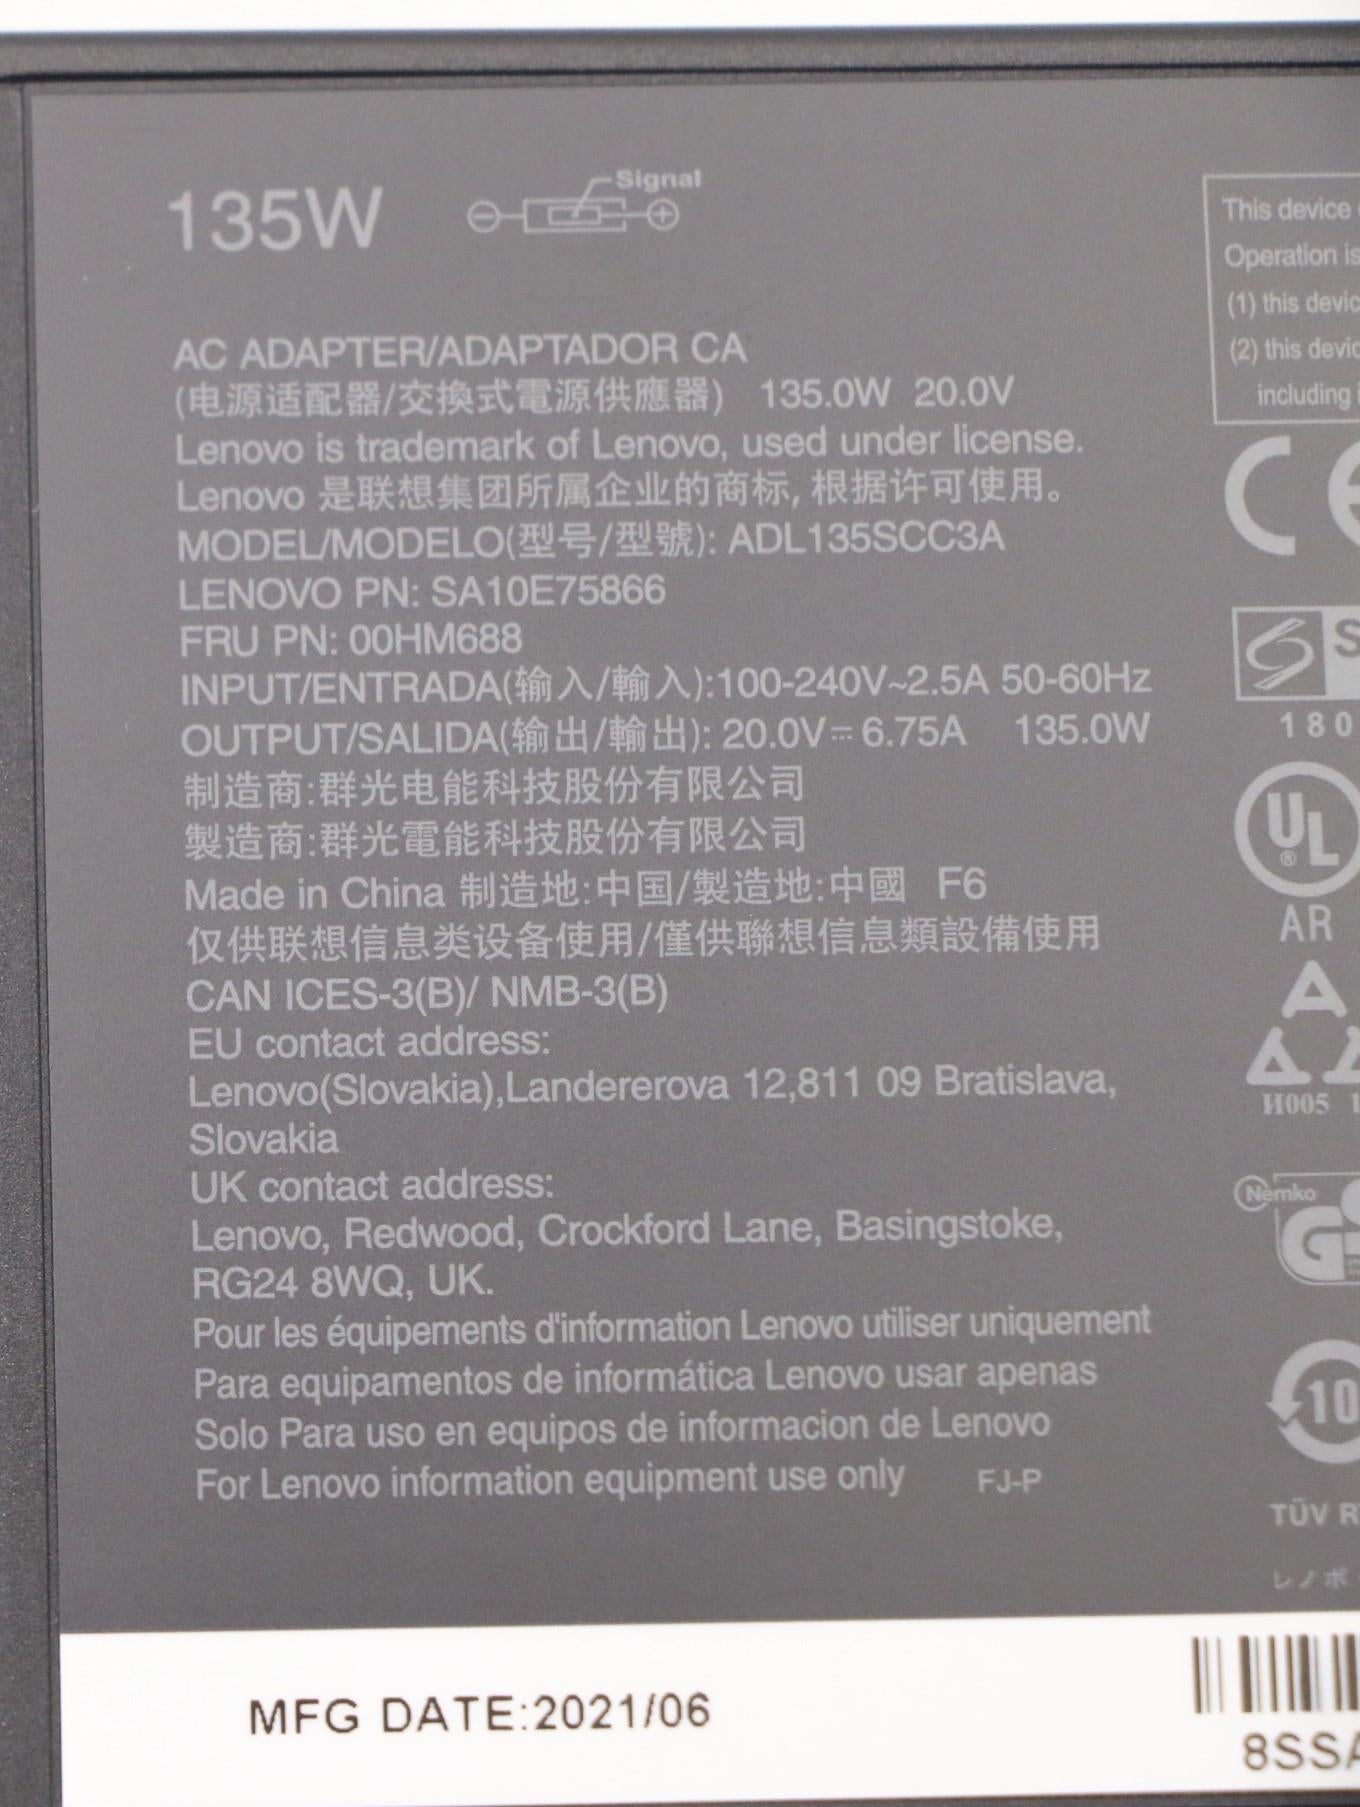 135W
Signal
AC ADAPTER/ADAPTADOR CA
(电源适配器/交換式電源供應器) 135.0W 20.0V
Lenovo is trademark of Lenovo, used under license.
Lenovo 是联想集团所属企业的商标, 根据许可使用。
MODEL/MODELO(型号/型號): ADL135SCC3A
LENOVO PN: SA10E75866
FRU PN: 00HM688
INPUT/ENTRADA(输入/輸入):100-240V~2.5A 50-60Hz
OUTPUT/SALIDA(输出/輸出): 20.0V⎓6.75A 135.0W
制造商:群光电能科技股份有限公司
製造商:群光電能科技股份有限公司
Made in China 制造地:中国/製造地:中國 F6
仅供联想信息类设备使用/僅供聯想信息類設備使用
CAN ICES-3(B)/ NMB-3(B)
EU contact address:
Lenovo(Slovakia),Landererova 12,811 09 Bratislava,
Slovakia
UK contact address:
Lenovo, Redwood, Crockford Lane, Basingstoke,
RG24 8WQ, UK.
Pour les équipements d'information Lenovo utiliser uniquement
Para equipamentos de informática Lenovo usar apenas
Solo Para uso en equipos de informacion de Lenovo
For Lenovo information equipment use only FJ-P
This device
Operation is
(1) this devic
(2) this devic
including
CE
S
180
UL
®
AR
A
И005 1
Nemko
GS
10
TÜV R
レノボ
MFG DATE:2021/06
8SSA